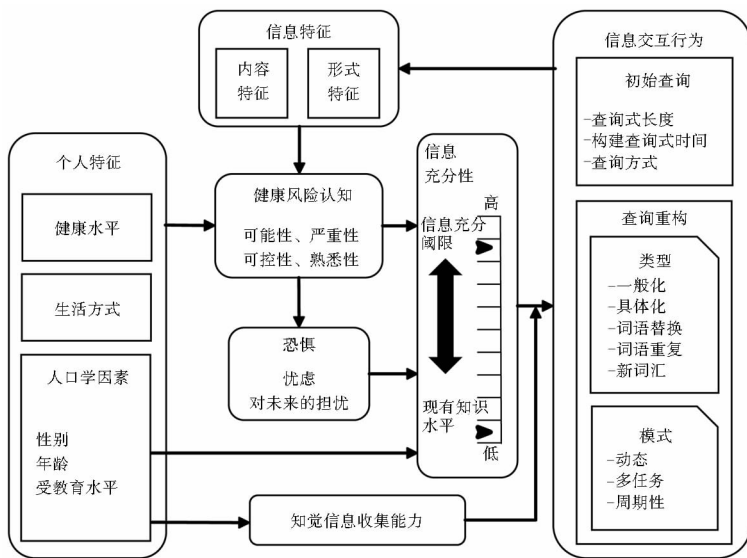 信息特征
内容
特征
形式
特征
个人特征
健康水平
生活方式
人口学因素
性别
年龄
受教育水平
健康风险认知
可能性、严重性
可控性、熟悉性
恐惧
忧虑
对未来的担忧
知觉信息收集能力
信息
充分性
高
信息充分
阈限
现有知识
水平
低
信息交互行为
初始查询
-查询式长度
-构建查询式时间
-查询方式
查询重构
类型
-一般化
-具体化
-词语替换
-词语重复
-新词汇
模式
-动态
-多任务
-周期性